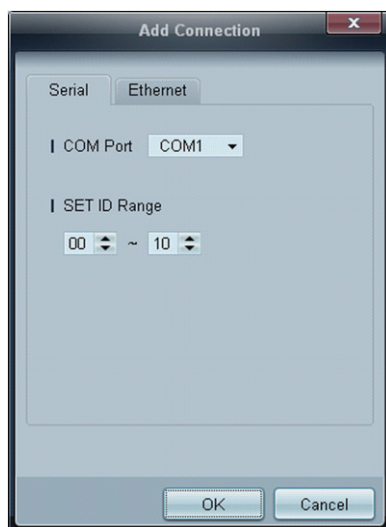 Add Connection
x
Serial Ethernet
COM Port COM1
SET ID Range
00 ~ 10
OK Cancel